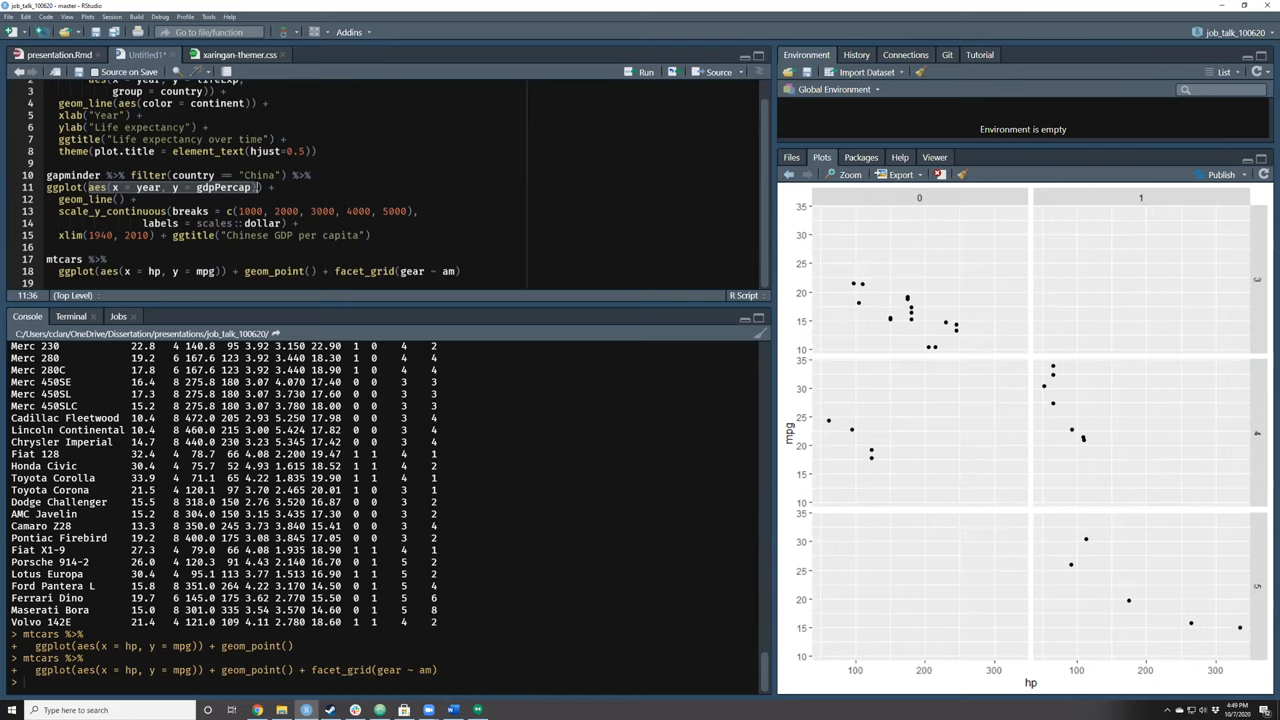 job_talk_100620 - master - RStudio
File Edit Code View Plots Session Build Debug Profile Tools Help
Go to file/function Addins job_talk_100620
presentation.Rmd Untitled1* xaringan-themer.css
Source on Save Run Source
2 aes(x = year, y = lifeExp,
3 group = country)) +
4 geom_line(aes(color = continent)) +
5 xlab("Year") +
6 ylab("Life expectancy") +
7 ggtitle("Life expectancy over time") +
8 theme(plot.title = element_text(hjust=0.5))
9
10 gapminder %>% filter(country == "China") %>%
11 ggplot(aes(x = year, y = gdpPercap)) +
12 geom_line() +
13 scale_y_continuous(breaks = c(1000, 2000, 3000, 4000, 5000),
14 labels = scales::dollar) +
15 xlim(1940, 2010) + ggtitle("Chinese GDP per capita")
16
17 mtcars %>%
18 ggplot(aes(x = hp, y = mpg)) + geom_point() + facet_grid(gear ~ am)
19
11:36 (Top Level) R Script
Console Terminal Jobs
C:/Users/clan/OneDrive/Dissertation/presentations/job_talk_100620/
Merc 230 22.8 4 140.8 95 3.92 3.150 22.90 1 0 4 2
Merc 280 19.2 6 167.6 123 3.92 3.440 18.30 1 0 4 4
Merc 280C 17.8 6 167.6 123 3.92 3.440 18.90 1 0 4 4
Merc 450SE 16.4 8 275.8 180 3.07 4.070 17.40 0 0 3 3
Merc 450SL 17.3 8 275.8 180 3.07 3.730 17.60 0 0 3 3
Merc 450SLC 15.2 8 275.8 180 3.07 3.780 18.00 0 0 3 3
Cadillac Fleetwood 10.4 8 472.0 205 2.93 5.250 17.98 0 0 3 4
Lincoln Continental 10.4 8 460.0 215 3.00 5.424 17.82 0 0 3 4
Chrysler Imperial 14.7 8 440.0 230 3.23 5.345 17.42 0 0 3 4
Fiat 128 32.4 4 78.7 66 4.08 2.200 19.47 1 1 4 1
Honda Civic 30.4 4 75.7 52 4.93 1.615 18.52 1 1 4 2
Toyota Corolla 33.9 4 71.1 65 4.22 1.835 19.90 1 1 4 1
Toyota Corona 21.5 4 120.1 97 3.70 2.465 20.01 1 0 3 1
Dodge Challenger 15.5 8 318.0 150 2.76 3.520 16.87 0 0 3 2
AMC Javelin 15.2 8 304.0 150 3.15 3.435 17.30 0 0 3 2
Camaro Z28 13.3 8 350.0 245 3.73 3.840 15.41 0 0 3 4
Pontiac Firebird 19.2 8 400.0 175 3.08 3.845 17.05 0 0 3 2
Fiat X1-9 27.3 4 79.0 66 4.08 1.935 18.90 1 1 4 1
Porsche 914-2 26.0 4 120.3 91 4.43 2.140 16.70 0 1 5 2
Lotus Europa 30.4 4 95.1 113 3.77 1.513 16.90 1 1 5 2
Ford Pantera L 15.8 8 351.0 264 4.22 3.170 14.50 0 1 5 4
Ferrari Dino 19.7 6 145.0 175 3.62 2.770 15.50 0 1 5 6
Maserati Bora 15.0 8 301.0 335 3.54 3.570 14.60 0 1 5 8
Volvo 142E 21.4 4 121.0 109 4.11 2.780 18.60 1 1 4 2
> mtcars %>%
+ ggplot(aes(x = hp, y = mpg)) + geom_point()
> mtcars %>%
+ ggplot(aes(x = hp, y = mpg)) + geom_point() + facet_grid(gear ~ am)
>
Environment History Connections Git Tutorial
Import Dataset List
Global Environment
Environment is empty
Files Plots Packages Help Viewer
Zoom Export Publish
0 1
35
30
25
20
15
10
3
35
30
25
20
15
10
4
35
30
25
20
15
10
5
mpg
100 200 300 100 200 300
hp
Type here to search
4:49 PM
10/7/2020